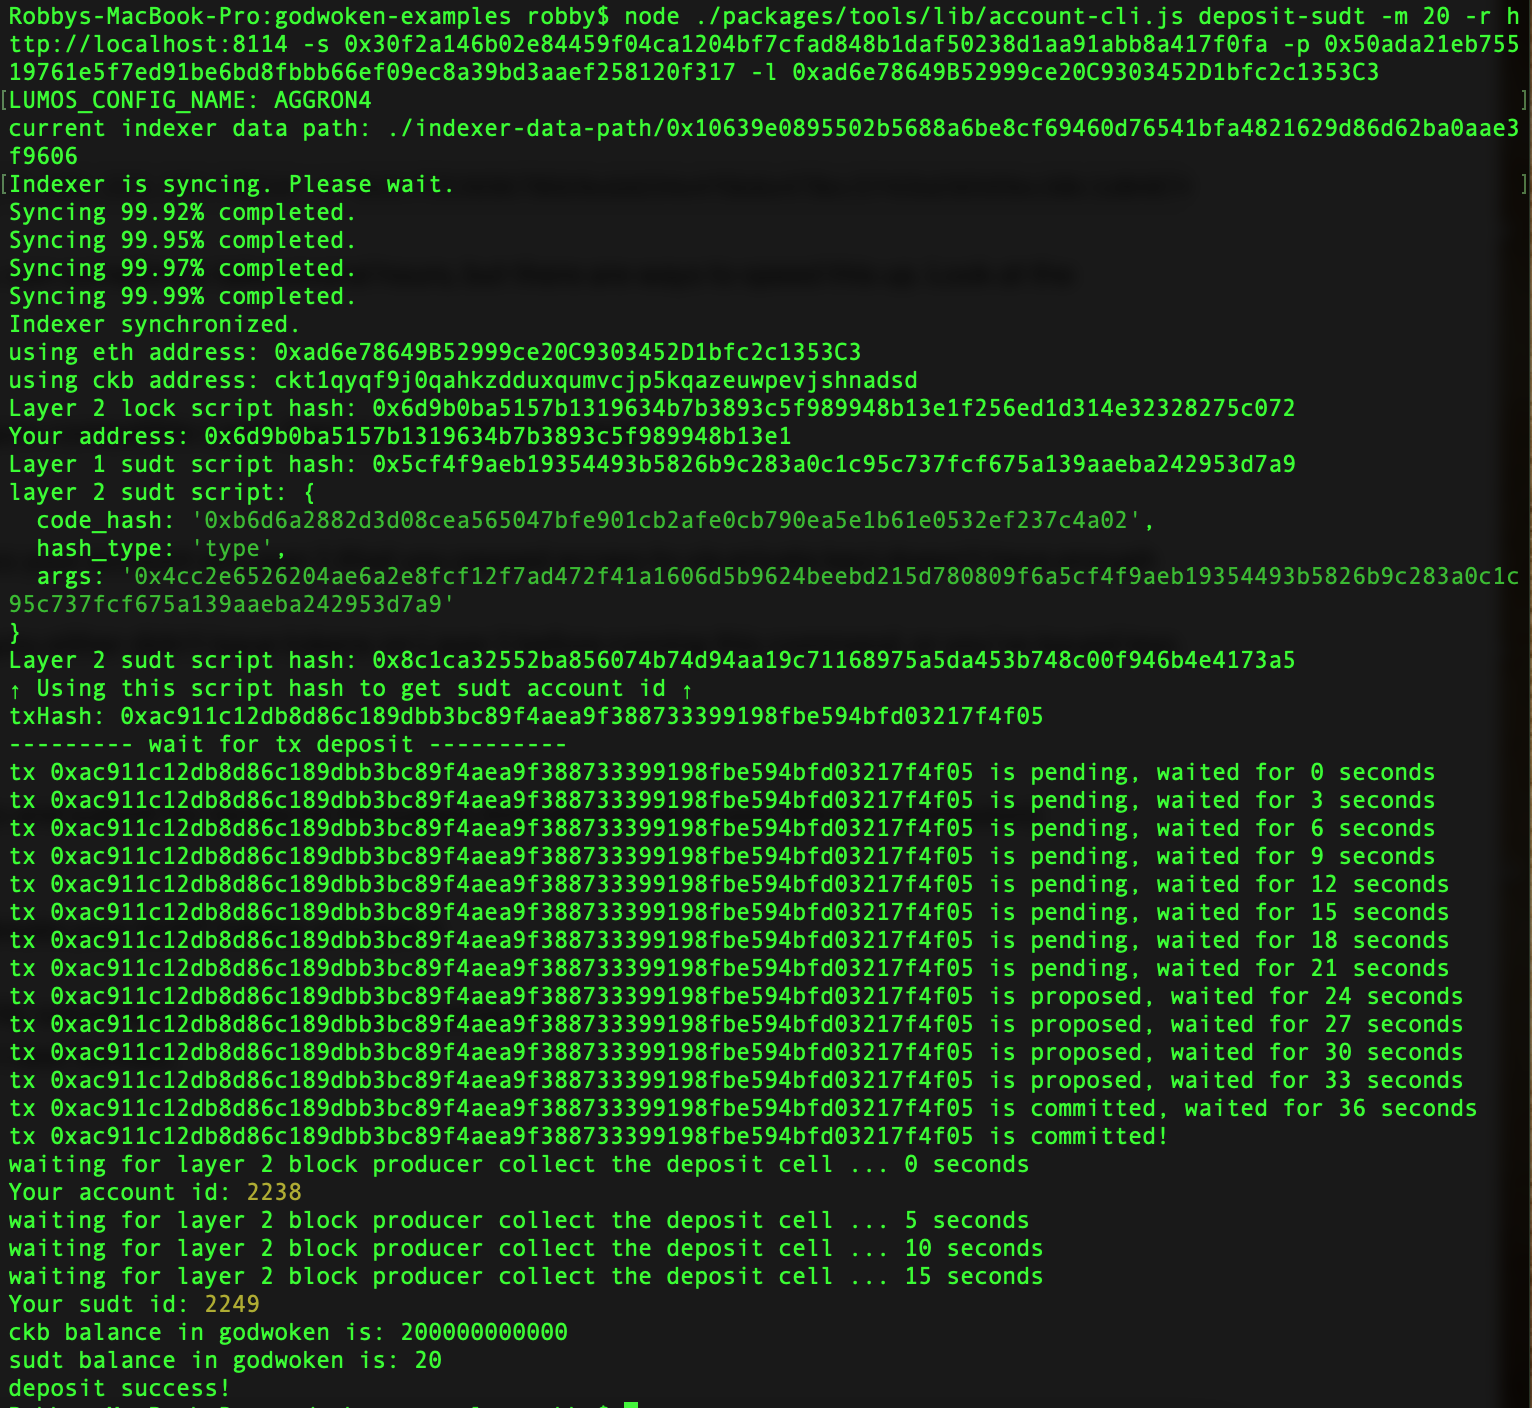 Robbys-MacBook-Pro:godwoken-examples robby$ node ./packages/tools/lib/account-cli.js deposit-sudt -m 20 -r h
ttp://localhost:8114 -s 0x30f2a146b02e84459f04ca1204bf7cfad848b1daf50238d1aa91abb8a417f0fa -p 0x50ada21eb755
19761e5f7ed91be6bd8fbbb66ef09ec8a39bd3aaef258120f317 -l 0xad6e78649B52999ce20C9303452D1bfc2c1353C3
[LUMOS_CONFIG_NAME: AGGRON4 ]
current indexer data path: ./indexer-data-path/0x10639e0895502b5688a6be8cf69460d76541bfa4821629d86d62ba0aae3
f9606
[Indexer is syncing. Please wait. ]
Syncing 99.92% completed.
Syncing 99.95% completed.
Syncing 99.97% completed.
Syncing 99.99% completed.
Indexer synchronized.
using eth address: 0xad6e78649B52999ce20C9303452D1bfc2c1353C3
using ckb address: ckt1qyqf9j0qahkzdduxqumvcjp5kqazeuwpevjshnadsd
Layer 2 lock script hash: 0x6d9b0ba5157b1319634b7b3893c5f989948b13e1f256ed1d314e32328275c072
Your address: 0x6d9b0ba5157b1319634b7b3893c5f989948b13e1
Layer 1 sudt script hash: 0x5cf4f9aeb19354493b5826b9c283a0c1c95c737fcf675a139aaeba242953d7a9
layer 2 sudt script: {
  code_hash: '0xb6d6a2882d3d08cea565047bfe901cb2afe0cb790ea5e1b61e0532ef237c4a02',
  hash_type: 'type',
  args: '0x4cc2e6526204ae6a2e8fcf12f7ad472f41a1606d5b9624beebd215d780809f6a5cf4f9aeb19354493b5826b9c283a0c1c
95c737fcf675a139aaeba242953d7a9'
}
Layer 2 sudt script hash: 0x8c1ca32552ba856074b74d94aa19c71168975a5da453b748c00f946b4e4173a5
↑ Using this script hash to get sudt account id ↑
txHash: 0xac911c12db8d86c189dbb3bc89f4aea9f388733399198fbe594bfd03217f4f05
--------- wait for tx deposit ----------
tx 0xac911c12db8d86c189dbb3bc89f4aea9f388733399198fbe594bfd03217f4f05 is pending, waited for 0 seconds
tx 0xac911c12db8d86c189dbb3bc89f4aea9f388733399198fbe594bfd03217f4f05 is pending, waited for 3 seconds
tx 0xac911c12db8d86c189dbb3bc89f4aea9f388733399198fbe594bfd03217f4f05 is pending, waited for 6 seconds
tx 0xac911c12db8d86c189dbb3bc89f4aea9f388733399198fbe594bfd03217f4f05 is pending, waited for 9 seconds
tx 0xac911c12db8d86c189dbb3bc89f4aea9f388733399198fbe594bfd03217f4f05 is pending, waited for 12 seconds
tx 0xac911c12db8d86c189dbb3bc89f4aea9f388733399198fbe594bfd03217f4f05 is pending, waited for 15 seconds
tx 0xac911c12db8d86c189dbb3bc89f4aea9f388733399198fbe594bfd03217f4f05 is pending, waited for 18 seconds
tx 0xac911c12db8d86c189dbb3bc89f4aea9f388733399198fbe594bfd03217f4f05 is pending, waited for 21 seconds
tx 0xac911c12db8d86c189dbb3bc89f4aea9f388733399198fbe594bfd03217f4f05 is proposed, waited for 24 seconds
tx 0xac911c12db8d86c189dbb3bc89f4aea9f388733399198fbe594bfd03217f4f05 is proposed, waited for 27 seconds
tx 0xac911c12db8d86c189dbb3bc89f4aea9f388733399198fbe594bfd03217f4f05 is proposed, waited for 30 seconds
tx 0xac911c12db8d86c189dbb3bc89f4aea9f388733399198fbe594bfd03217f4f05 is proposed, waited for 33 seconds
tx 0xac911c12db8d86c189dbb3bc89f4aea9f388733399198fbe594bfd03217f4f05 is committed, waited for 36 seconds
tx 0xac911c12db8d86c189dbb3bc89f4aea9f388733399198fbe594bfd03217f4f05 is committed!
waiting for layer 2 block producer collect the deposit cell ... 0 seconds
Your account id: 2238
waiting for layer 2 block producer collect the deposit cell ... 5 seconds
waiting for layer 2 block producer collect the deposit cell ... 10 seconds
waiting for layer 2 block producer collect the deposit cell ... 15 seconds
Your sudt id: 2249
ckb balance in godwoken is: 200000000000
sudt balance in godwoken is: 20
deposit success!